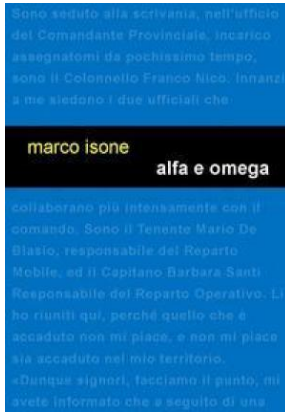 Sono seduto alla scrivania, nell'ufficio
del Comandante Provinciale, incarico
assegnatomi da pochissimo tempo,
sono il Colonnello Franco Nico. Innanzi
a me siedono i due ufficiali che
marco isone
alfa e omega
collaborano più intensamente con il
comando. Sono il Tenente Mario De
Blasio, responsabile del Reparto
Mobile, ed il Capitano Barbara Santi
Responsabile del Reparto Operativo. Li
ho riuniti qui, perché quello che è
accaduto non mi piace, e non mi piace
sia accaduto nel mio territorio.
«Dunque signori, facciamo il punto, mi
avete informato che a seguito di una